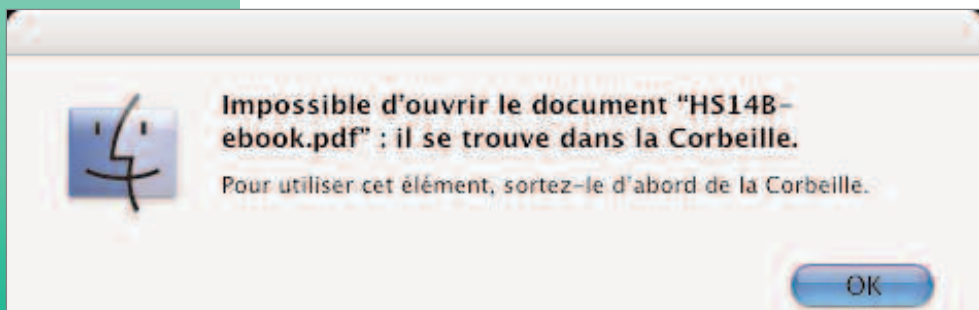 Impossible d'ouvrir le document “HS14B-
ebook.pdf” : il se trouve dans la Corbeille.
Pour utiliser cet élément, sortez-le d'abord de la Corbeille.
OK